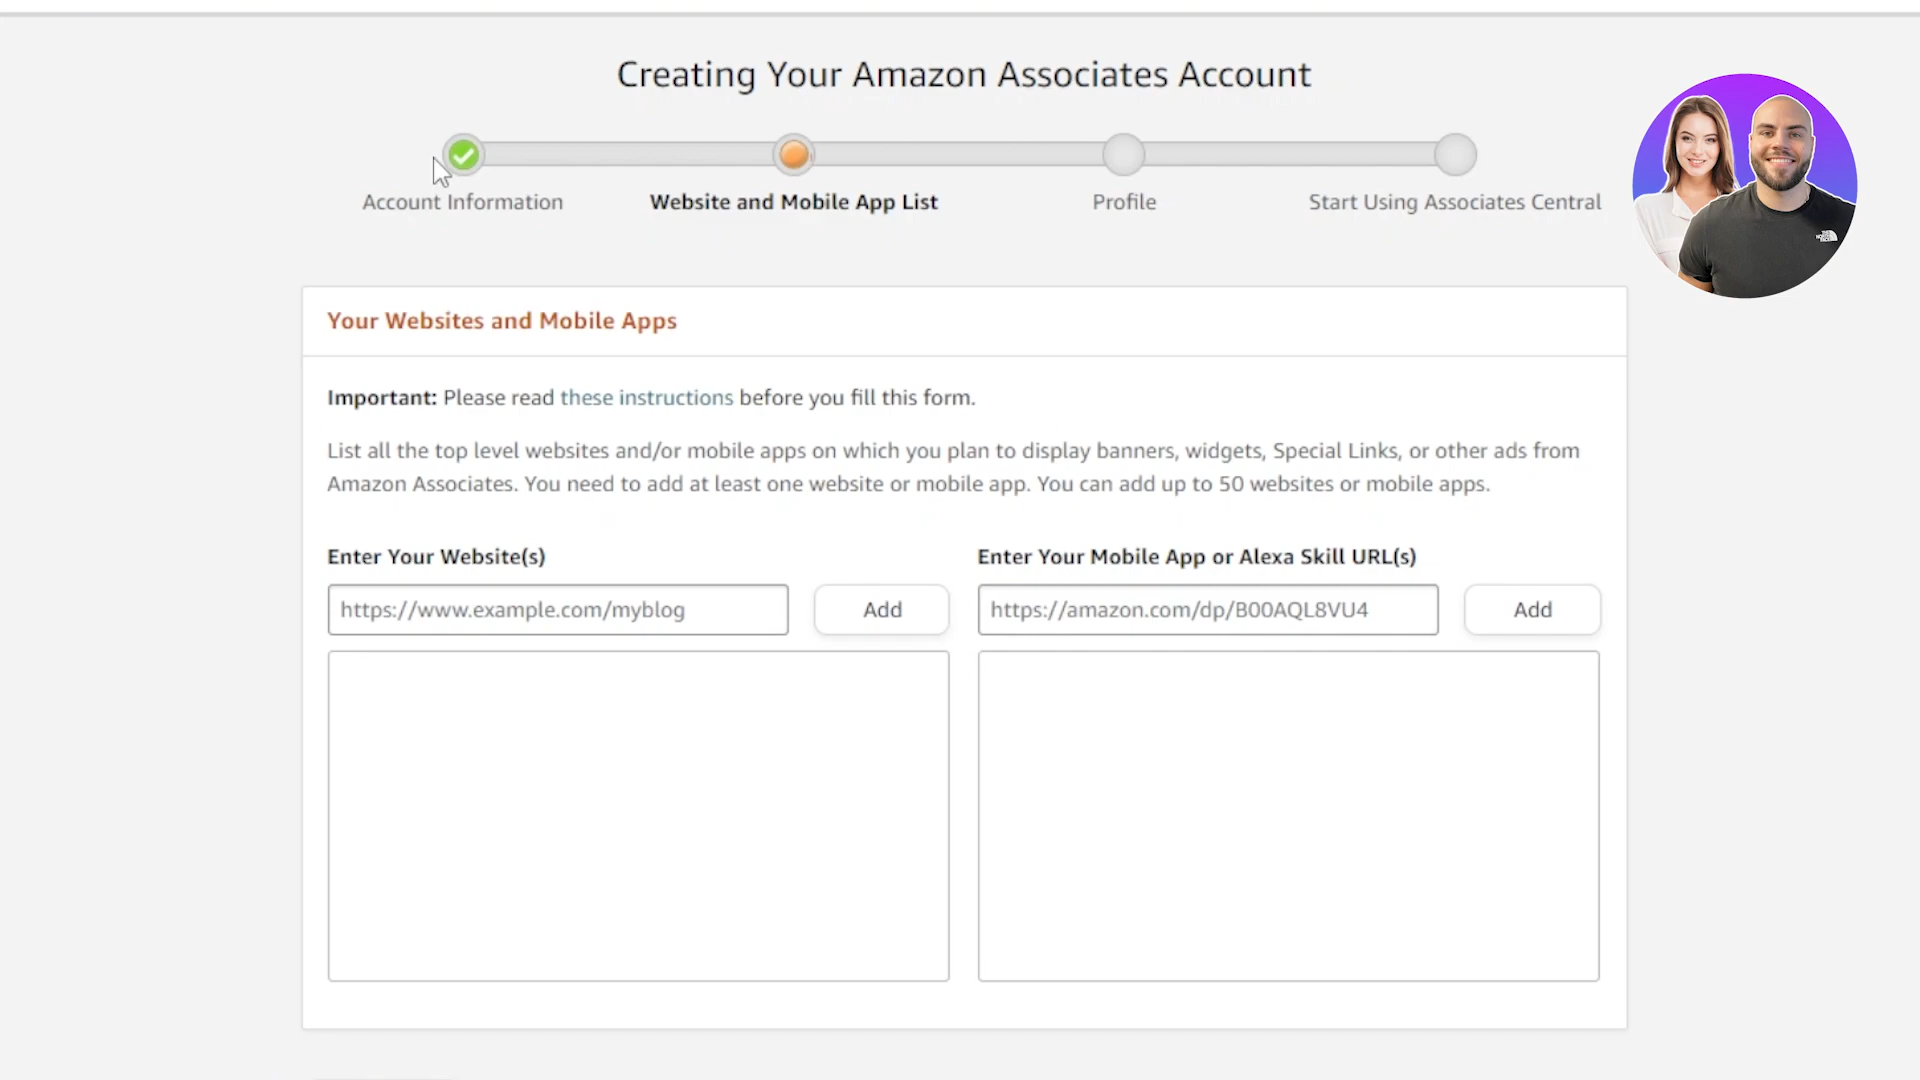 Creating Your Amazon Associates Account
Account Information
Website and Mobile App List
Profile
Start Using Associates Central
Your Websites and Mobile Apps
Important: Please read these instructions before you fill this form.
List all the top level websites and/or mobile apps on which you plan to display banners, widgets, Special Links, or other ads from
Amazon Associates. You need to add at least one website or mobile app. You can add up to 50 websites or mobile apps.
Enter Your Website(s)
https://www.example.com/myblog
Add
Enter Your Mobile App or Alexa Skill URL(s)
https://amazon.com/dp/B00AQL8VU4
Add